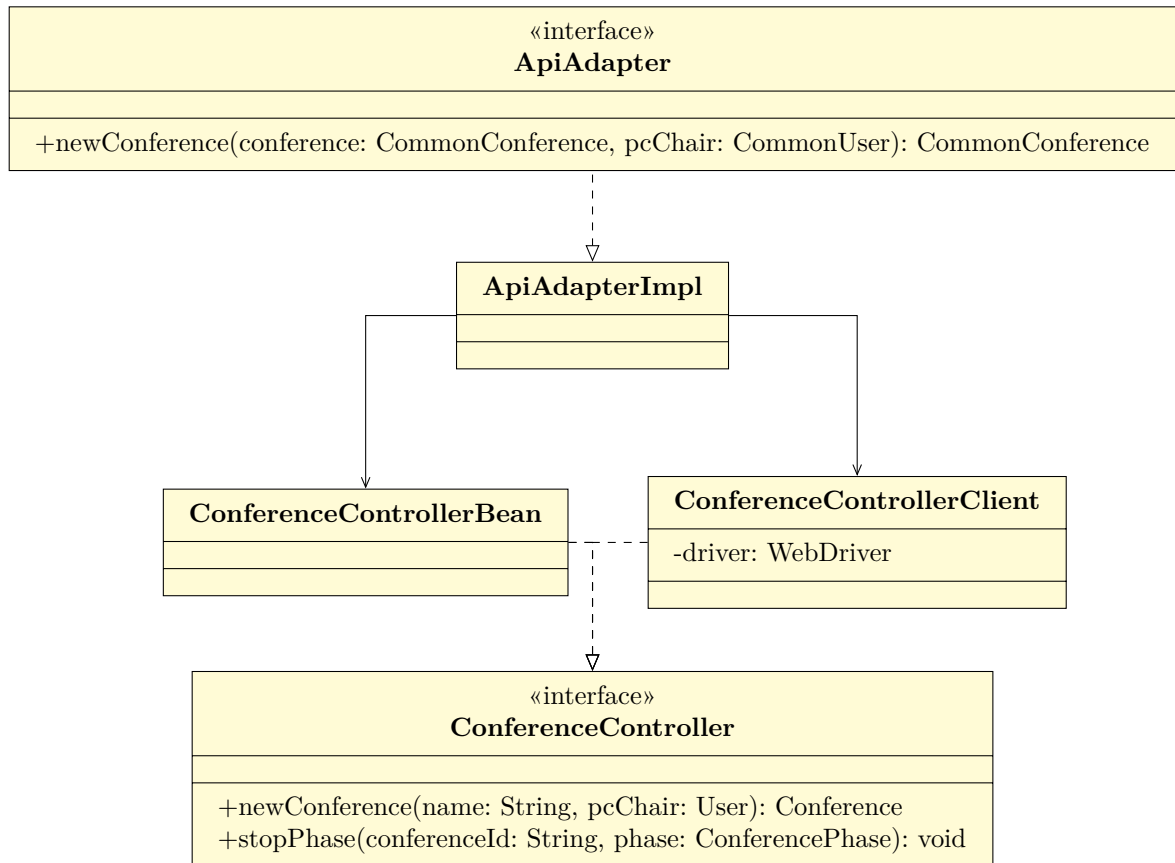 «interface»
ApiAdapter
+newConference(conference: CommonConference, pcChair: CommonUser): CommonConference
ApiAdapterImpl
ConferenceControllerBean
ConferenceControllerClient
-driver: WebDriver
«interface»
ConferenceController
+newConference(name: String, pcChair: User): Conference
+stopPhase(conferenceId: String, phase: ConferencePhase): void